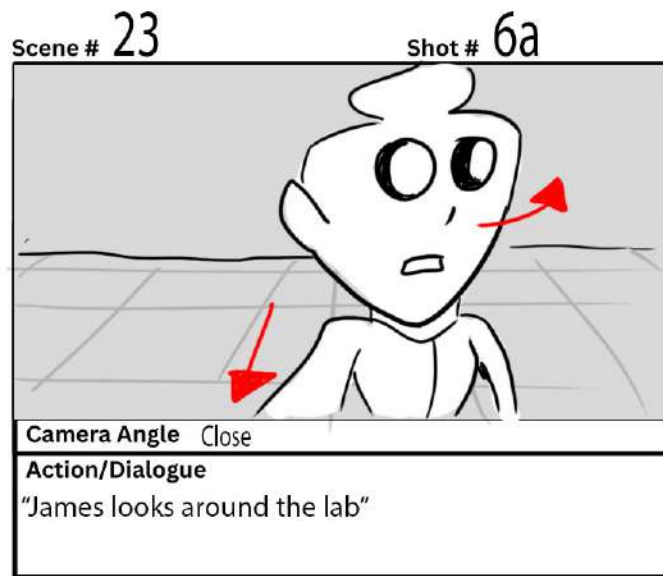 Scene # 23 Shot # 6a
Camera Angle Close
Action/Dialogue
“James looks around the lab”